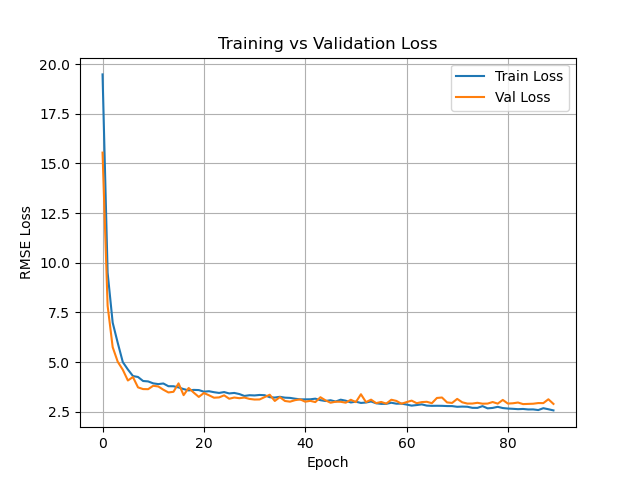 Training vs Validation Loss
20.0
17.5
15.0
12.5
10.0
7.5
5.0
2.5
RMSE Loss
Train Loss
Val Loss
0 20 40 60 80
Epoch